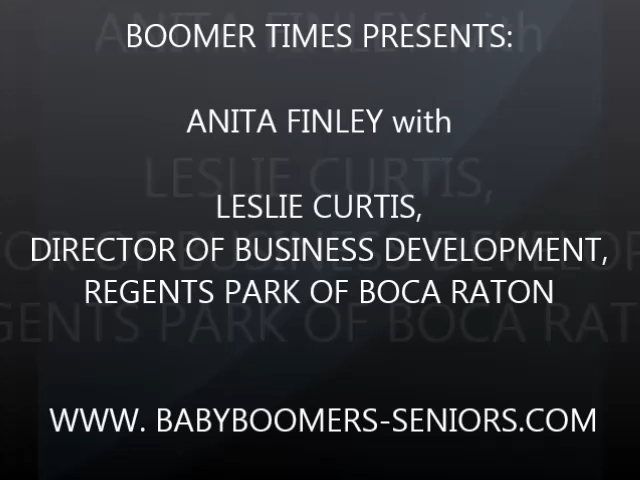 BOOMER TIMES PRESENTS:
ANITA FINLEY with
LESLIE CURTIS,
DIRECTOR OF BUSINESS DEVELOPMENT,
REGENTS PARK OF BOCA RATON
WWW. BABYBOOMERS-SENIORS.COM